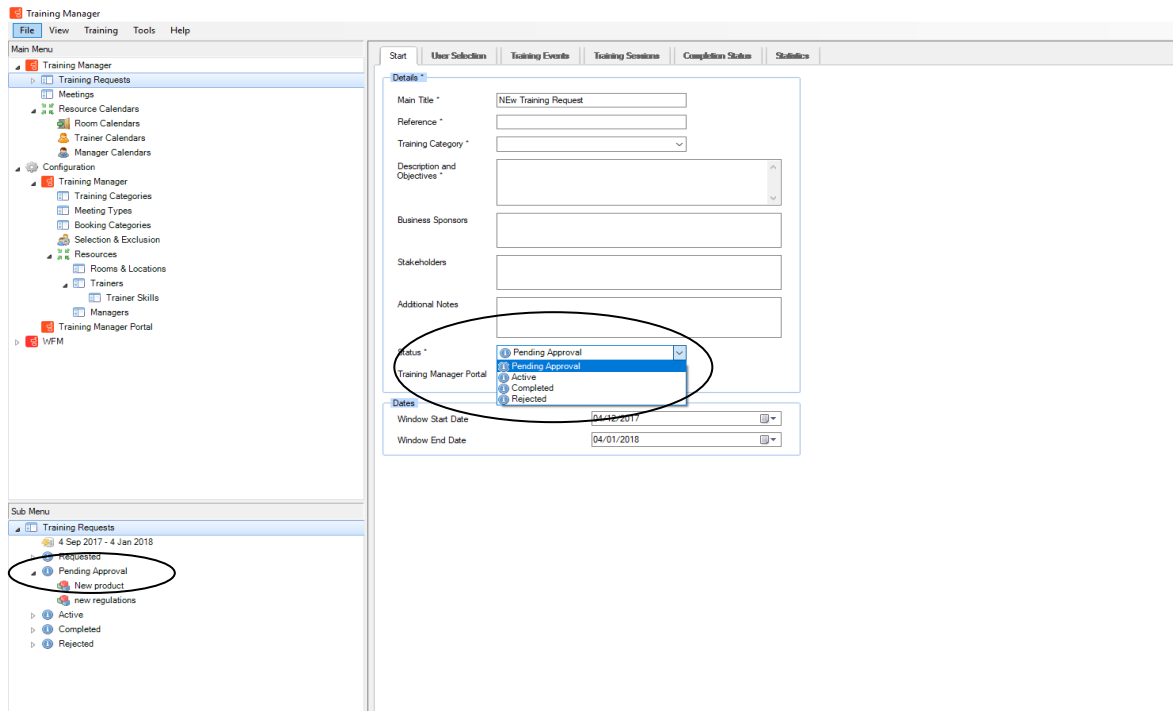 Training Manager
File View Training Tools Help
Main Menu
Training Manager
Training Requests
Meetings
Resource Calendars
Room Calendars
Trainer Calendars
Manager Calendars
Configuration
Training Manager
Training Categories
Meeting Types
Booking Categories
Selection & Exclusion
Resources
Rooms & Locations
Trainers
Trainer Skills
Managers
Training Manager Portal
WFM
Sub Menu
Training Requests
4 Sep 2017 - 4 Jan 2018
Requested
Pending Approval
New product
new regulations
Active
Completed
Rejected
Start User Selection Training Events Training Sessions Completion Status Statistics
Details *
Main Title * NEw Training Request
Reference *
Training Category *
Description and
Objectives *
Business Sponsors
Stakeholders
Additional Notes
Status * Pending Approval
Pending Approval
Active
Completed
Rejected
Training Manager Portal
Dates
Window Start Date 04/12/2017
Window End Date 04/01/2018